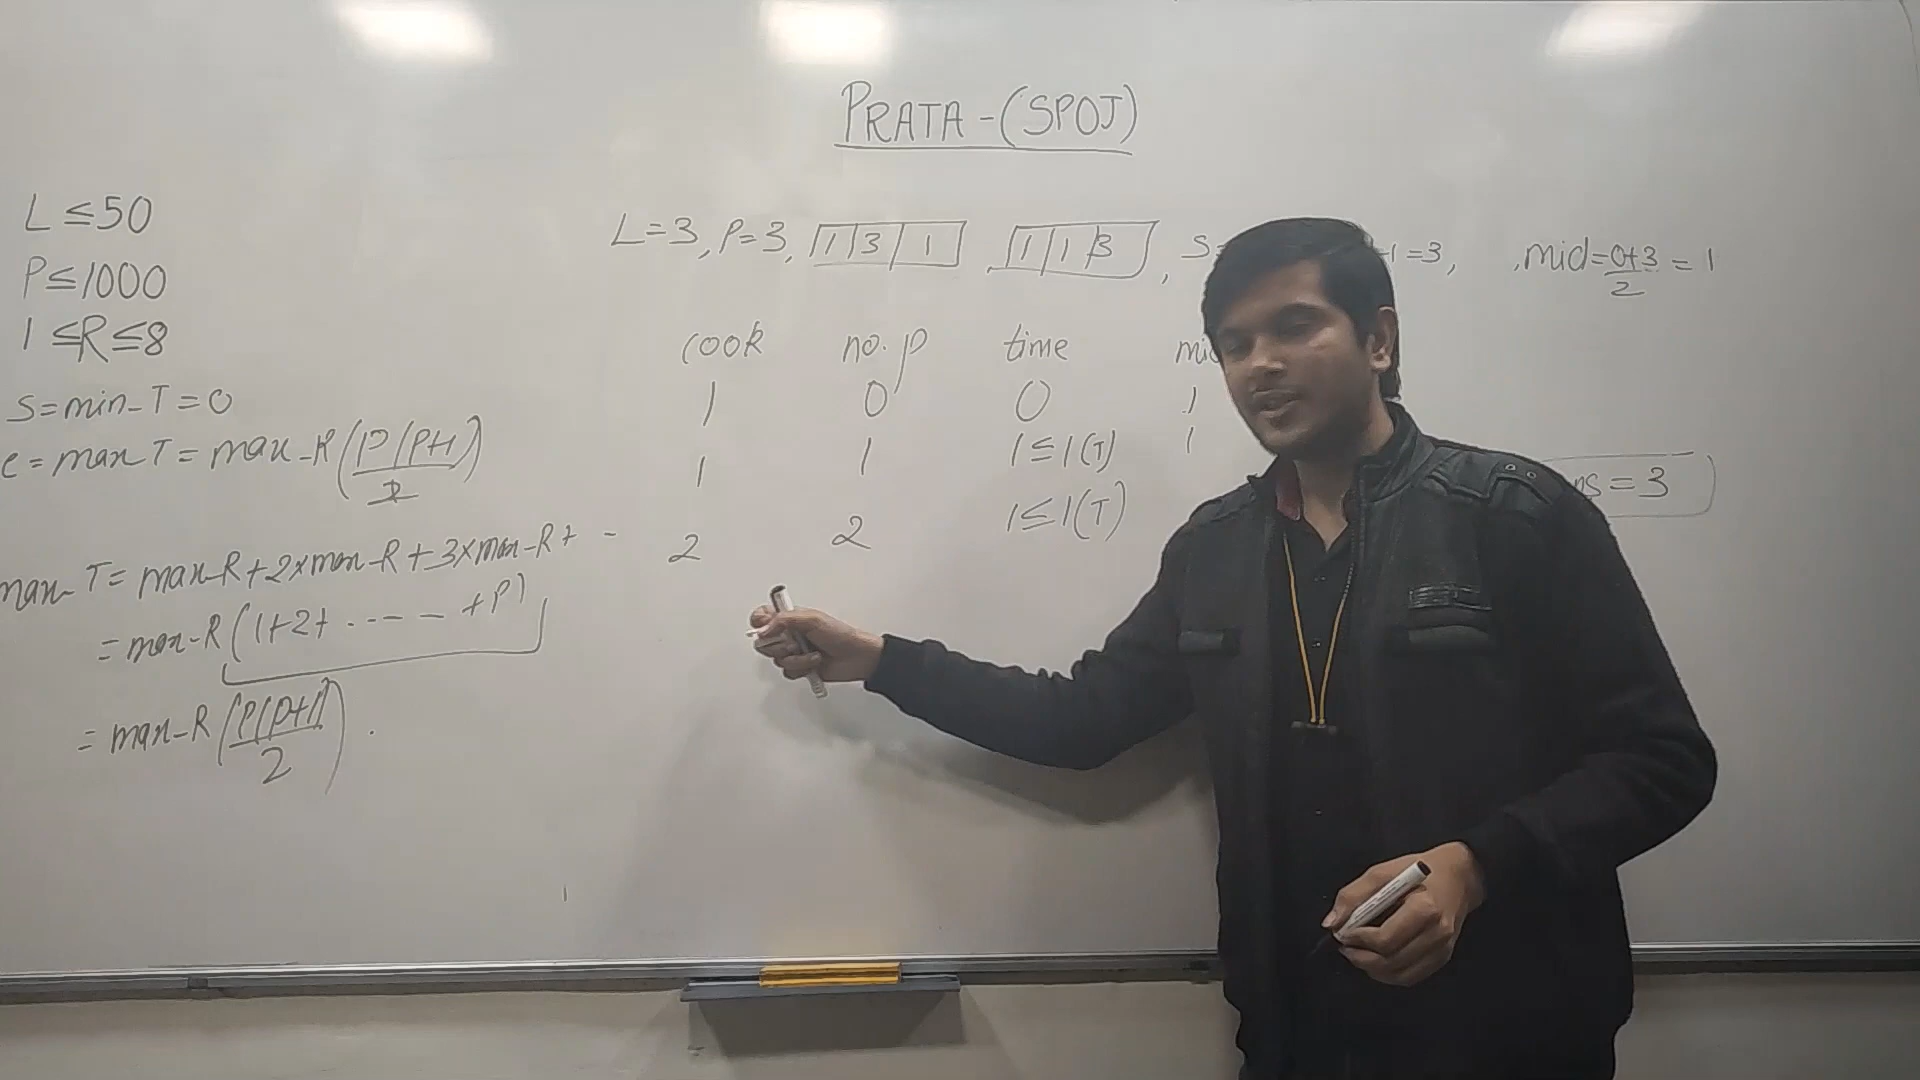 PRATA-(SPOJ)
L≤50
P≤1000
1≤R≤8
S=min-T=0
e=max-T=max-R(P(P+1)/2)
max-T=max-R+2×max-R+3×max-R+ -
=max-R(1+2+ ---- +P)
=max-R(P(P+1)/2).
L=3, P=3, 1 3 1 , 1 1 3 , S= -1=3, ,mid=0+3/2=1
cook no.p time
1 0 0 1
1 1 1≤1(T) 1
2 2 1≤1(T)
=3